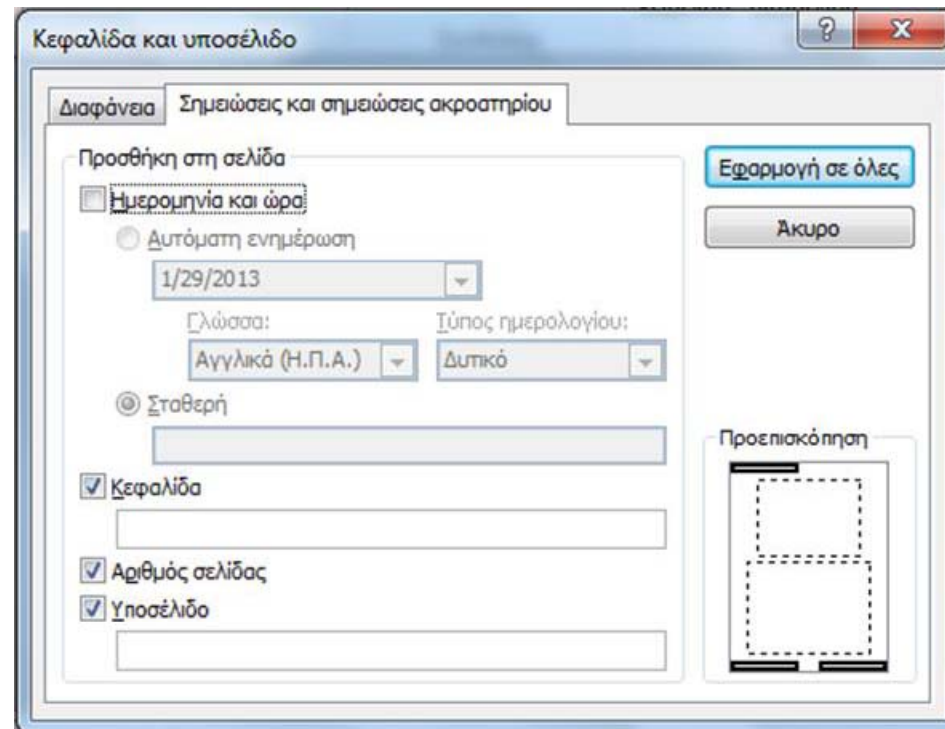 Κεφαλίδα και υποσέλιδο
Διαφάνεια
Σημειώσεις και σημειώσεις ακροατηρίου
Προσθήκη στη σελίδα
Ημερομηνία και ώρα
Αυτόματη ενημέρωση
1/29/2013
Γλώσσα: Τύπος ημερολογίου:
Αγγλικά (Η.Π.Α.) Δυτικό
Σταθερή
Κεφαλίδα
Αριθμός σελίδας
Υποσέλιδο
Εφαρμογή σε όλες
Άκυρο
Προεπισκόπηση